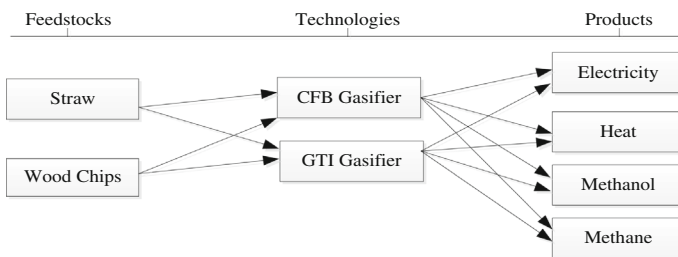 Feedstocks Technologies Products
Straw
Wood Chips
CFB Gasifier
GTI Gasifier
Electricity
Heat
Methanol
Methane